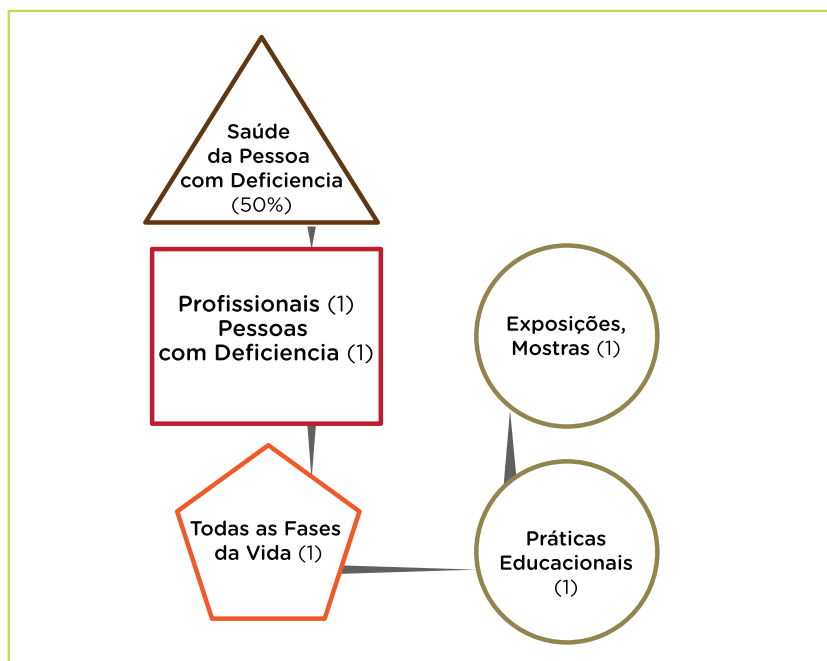 Saúde
da Pessoa
com Deficiencia
(50%)
Profissionais (1)
Pessoas
com Deficiencia (1)
Todas as Fases
da Vida (1)
Práticas
Educacionais
(1)
Exposições,
Mostras (1)